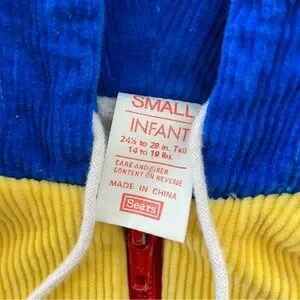 SMALL
INFANT
24½ to 28 in. Tall
14 to 19 lbs.
CARE AND FIBER
CONTENT ON REVERSE
MADE IN CHINA
Sears